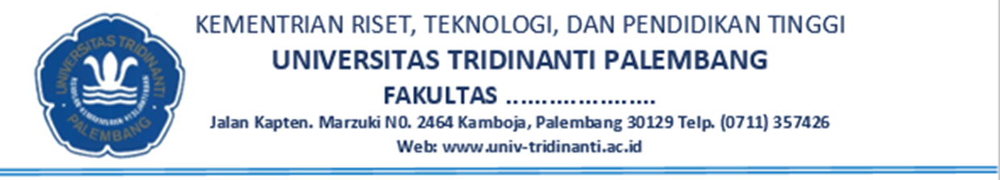 KEMENTRIAN RISET, TEKNOLOGI, DAN PENDIDIKAN TINGGI
UNIVERSITAS TRIDINANTI PALEMBANG
FAKULTAS .....................
Jalan Kapten. Marzuki N0. 2464 Kamboja, Palembang 30129 Telp. (0711) 357426
Web: www.univ-tridinanti.ac.id
UNIVERSITAS TRIDINANTI
PALEMBANG